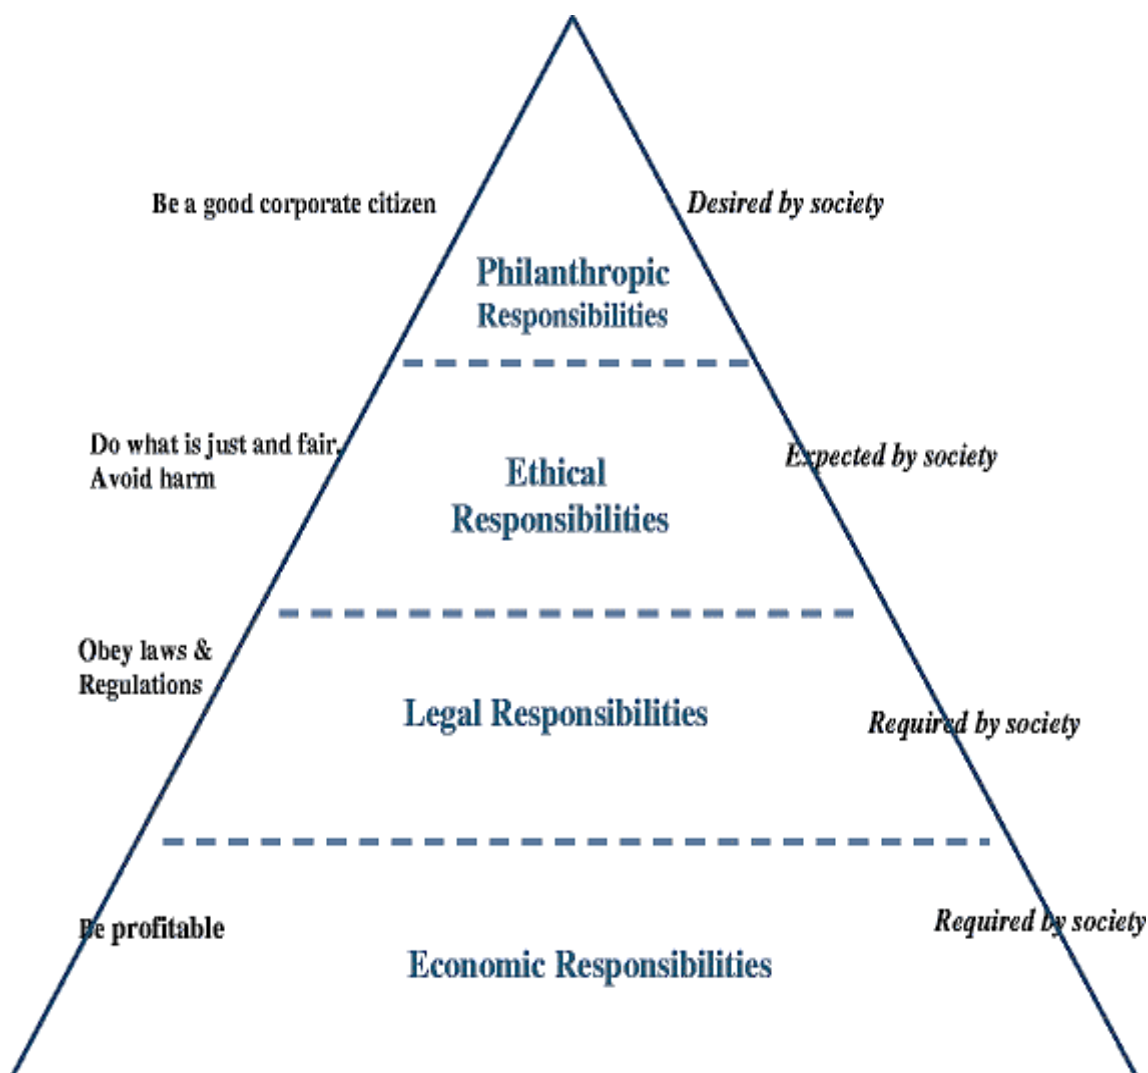 Be a good corporate citizen
Desired by society
Philanthropic
Responsibilities
Do what is just and fair,
Avoid harm
Expected by society
Ethical
Responsibilities
Obey laws &
Regulations
Legal Responsibilities
Required by society
Be profitable
Required by society
Economic Responsibilities